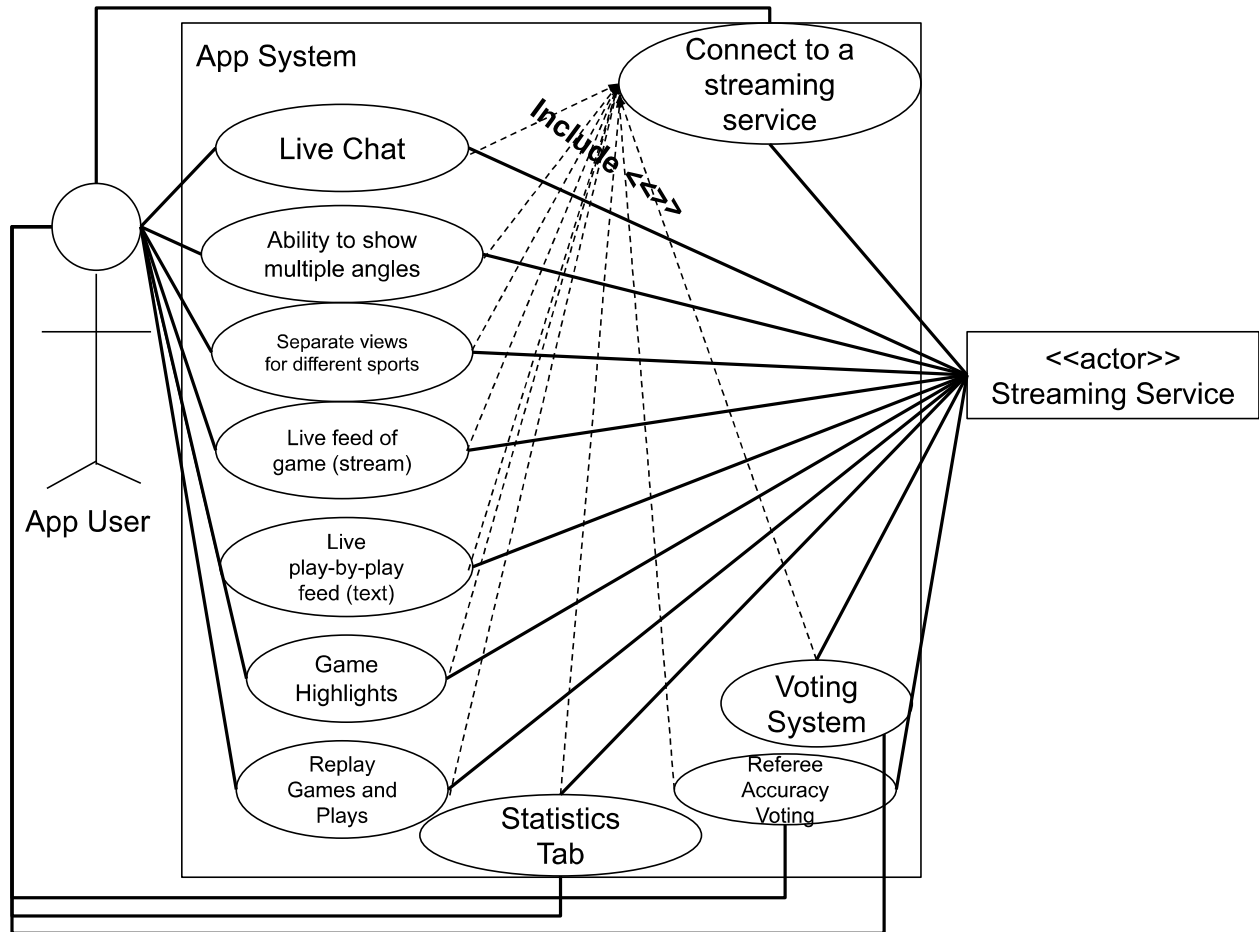 App System
Connect to a
streaming
service
Include <<>>
Live Chat
Ability to show
multiple angles
Separate views
for different sports
<<actor>>
Streaming Service
Live feed of
game (stream)
App User
Live
play-by-play
feed (text)
Game
Highlights
Voting
System
Replay
Games and
Plays
Referee
Accuracy
Voting
Statistics
Tab